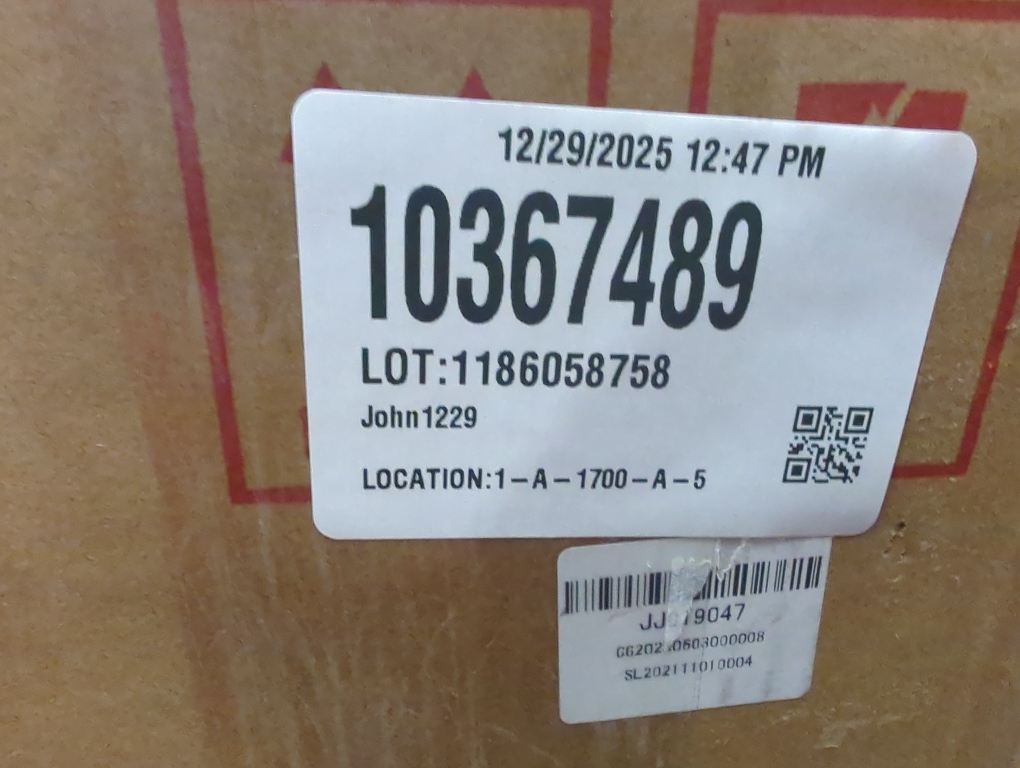 12/29/2025 12:47 PM
10367489
LOT:1186058758
John1229
LOCATION:1-A-1700-A-5
SL202111010004